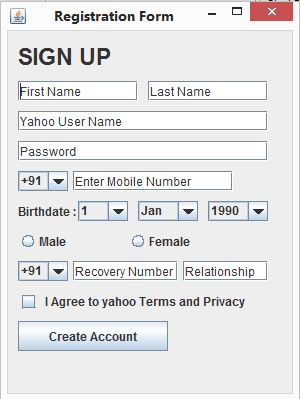 Registration Form
SIGN UP
First Name Last Name
Yahoo User Name
Password
+91 Enter Mobile Number
Birthdate : 1 Jan 1990
Male Female
+91 Recovery Number Relationship
I Agree to yahoo Terms and Privacy
Create Account